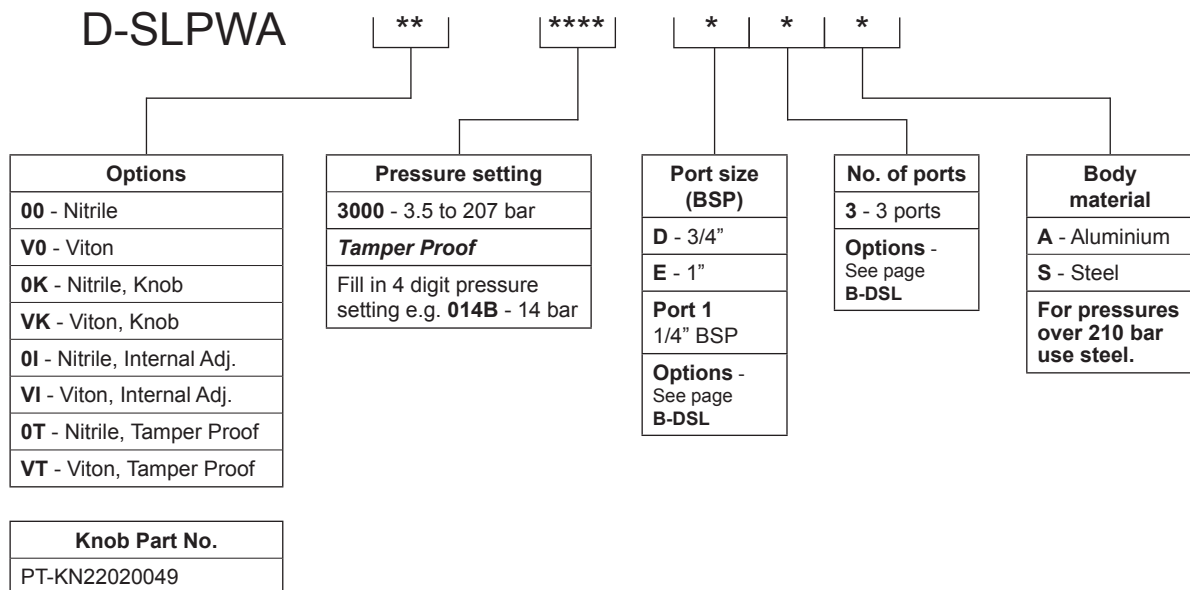 D-SLPWA ** **** * * *
Options
00 - Nitrile
V0 - Viton
0K - Nitrile, Knob
VK - Viton, Knob
0I - Nitrile, Internal Adj.
VI - Viton, Internal Adj.
0T - Nitrile, Tamper Proof
VT - Viton, Tamper Proof
Knob Part No.
PT-KN22020049
Pressure setting
3000 - 3.5 to 207 bar
Tamper Proof
Fill in 4 digit pressure
setting e.g. 014B - 14 bar
Port size
(BSP)
D - 3/4”
E - 1”
Port 1
1/4” BSP
Options -
See page
B-DSL
No. of ports
3 - 3 ports
Options -
See page
B-DSL
Body
material
A - Aluminium
S - Steel
For pressures
over 210 bar
use steel.